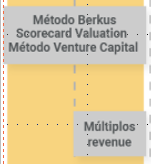 Método Berkus
Scorecard Valuation
Método Venture Capital
Múltiplos
revenue